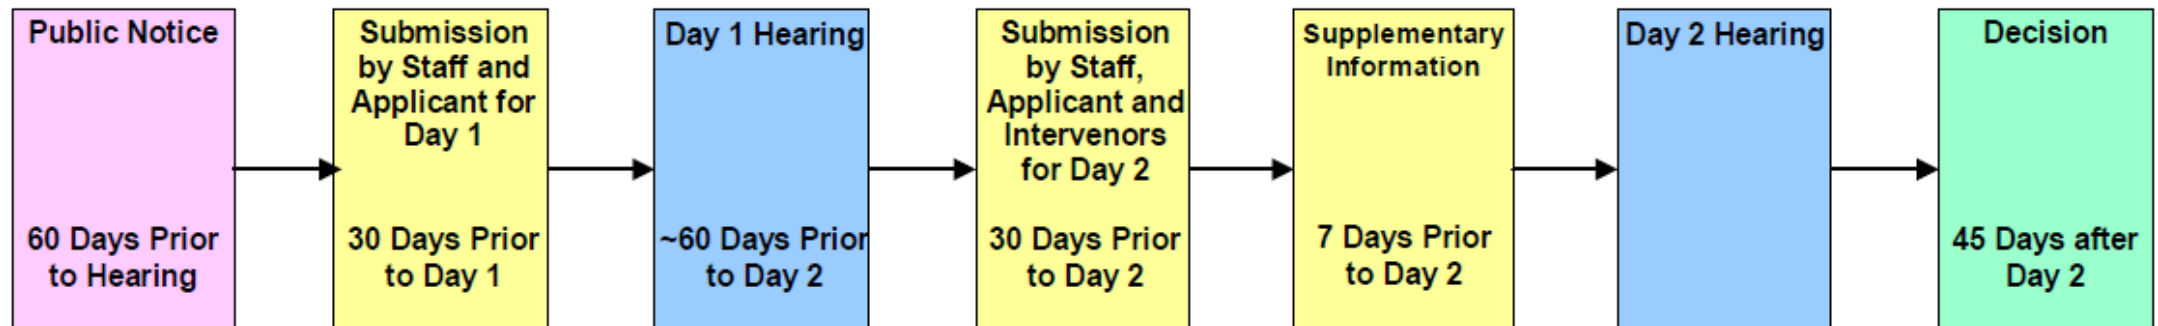 Public Notice
60 Days Prior
to Hearing
Submission
by Staff and
Applicant for
Day 1
30 Days Prior
to Day 1
Day 1 Hearing
~60 Days Prior
to Day 2
Submission
by Staff,
Applicant and
Intervenors
for Day 2
30 Days Prior
to Day 2
Supplementary
Information
7 Days Prior
to Day 2
Day 2 Hearing
Decision
45 Days after
Day 2